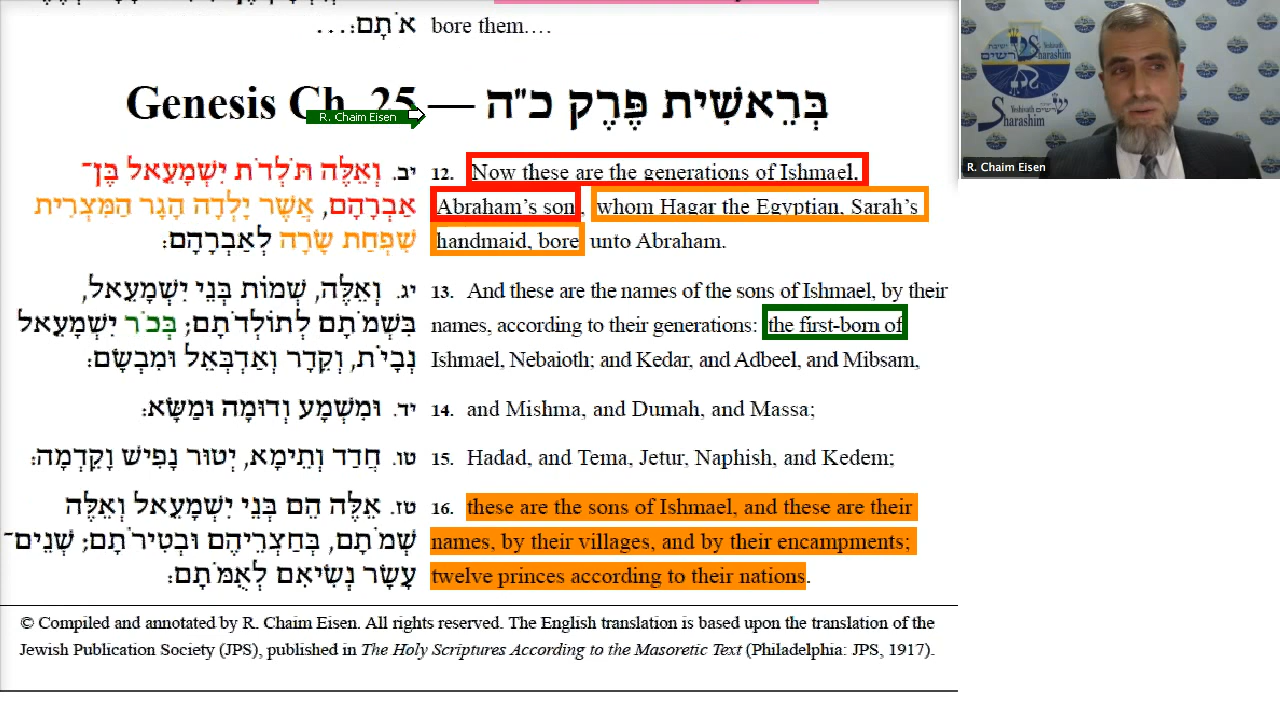 אֹתָם:...
bore them....
Genesis Ch. 25 — בְּרֵאשִׁית פֶּרֶק כ"ה
R. Chaim Eisen
יב. וְאֵלֶּה תֹּלְדֹת יִשְׁמָעֵאל בֶּן־
אַבְרָהָם, אֲשֶׁר יָלְדָה הָגָר הַמִּצְרִית
שִׁפְחַת שָׂרָה לְאַבְרָהָם:
12. Now these are the generations of Ishmael,
Abraham's son, whom Hagar the Egyptian, Sarah's
handmaid, bore unto Abraham.
יג. וְאֵלֶּה, שְׁמוֹת בְּנֵי יִשְׁמָעֵאל,
בִּשְׁמֹתָם לְתוֹלְדֹתָם; בְּכֹר יִשְׁמָעֵאל
נְבָיֹת, וְקֵדָר וְאַדְבְּאֵל וּמִבְשָׂם:
13. And these are the names of the sons of Ishmael, by their
names, according to their generations: the first-born of
Ishmael, Nebaioth; and Kedar, and Adbeel, and Mibsam,
יד. וּמִשְׁמָע וְדוּמָה וּמַשָּׂא:
14. and Mishma, and Dumah, and Massa;
טו. חֲדַד וְתֵימָא, יְטוּר נָפִישׁ וָקֵדְמָה:
15. Hadad, and Tema, Jetur, Naphish, and Kedem;
טז. אֵלֶּה הֵם בְּנֵי יִשְׁמָעֵאל וְאֵלֶּה
שְׁמֹתָם, בְּחַצְרֵיהֶם וּבְטִירֹתָם; שְׁנֵים־
עָשָׂר נְשִׂיאִם לְאֻמֹּתָם:
16. these are the sons of Ishmael, and these are their
names, by their villages, and by their encampments;
twelve princes according to their nations.
© Compiled and annotated by R. Chaim Eisen. All rights reserved. The English translation is based upon the translation of the
Jewish Publication Society (JPS), published in The Holy Scriptures According to the Masoretic Text (Philadelphia: JPS, 1917).
Yeshivath
Sharashim
שרשים
Yeshivath
Sharashim
R. Chaim Eisen